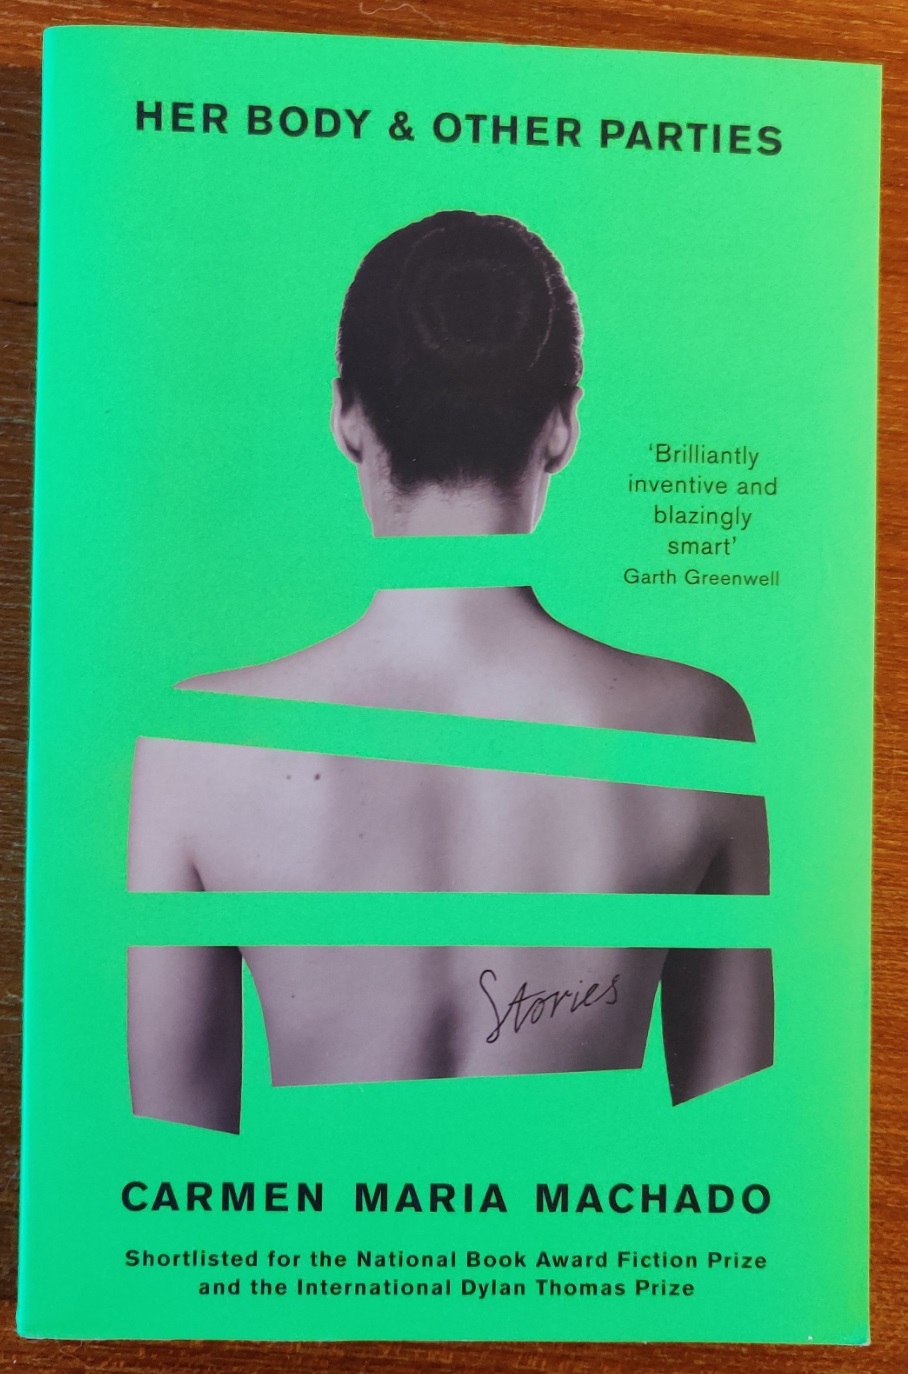 HER BODY & OTHER PARTIES
‘Brilliantly
inventive and
blazingly
smart’
Garth Greenwell
Stories
CARMEN MARIA MACHADO
Shortlisted for the National Book Award Fiction Prize
and the International Dylan Thomas Prize